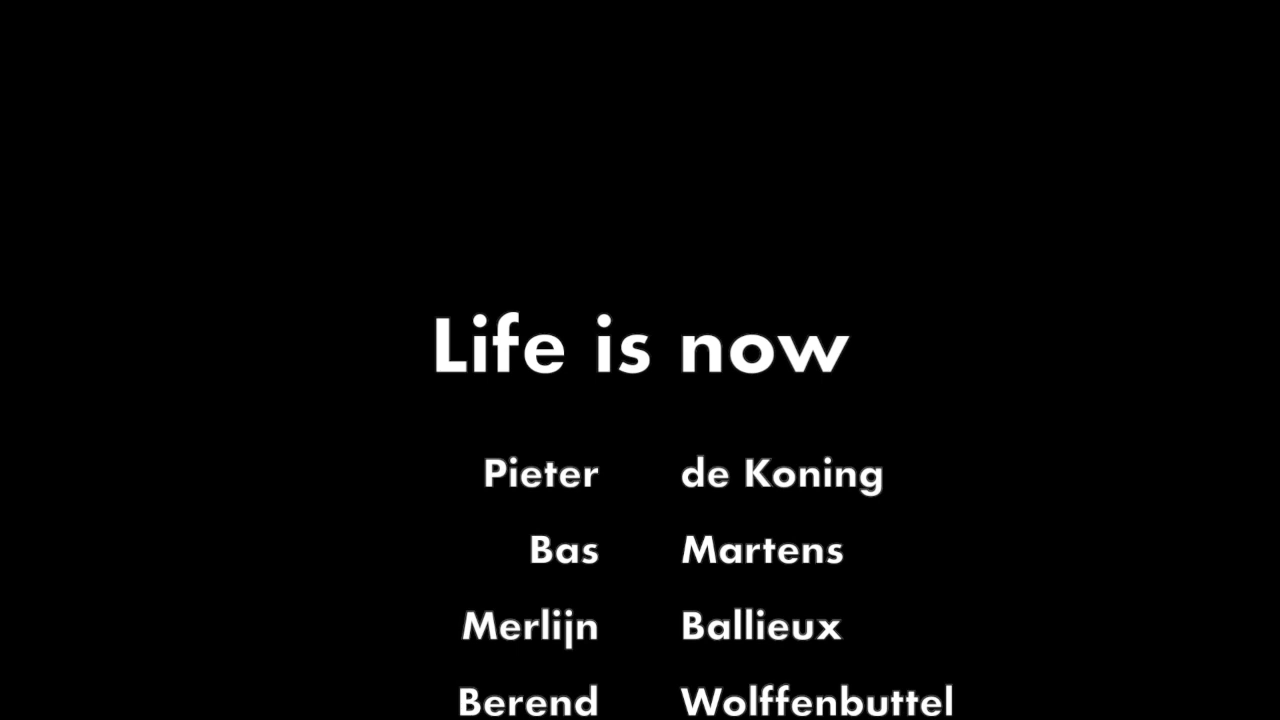 Life is now
Pieter de Koning
Bas Martens
Merlijn Ballieux
Berend Wolffenbuttel